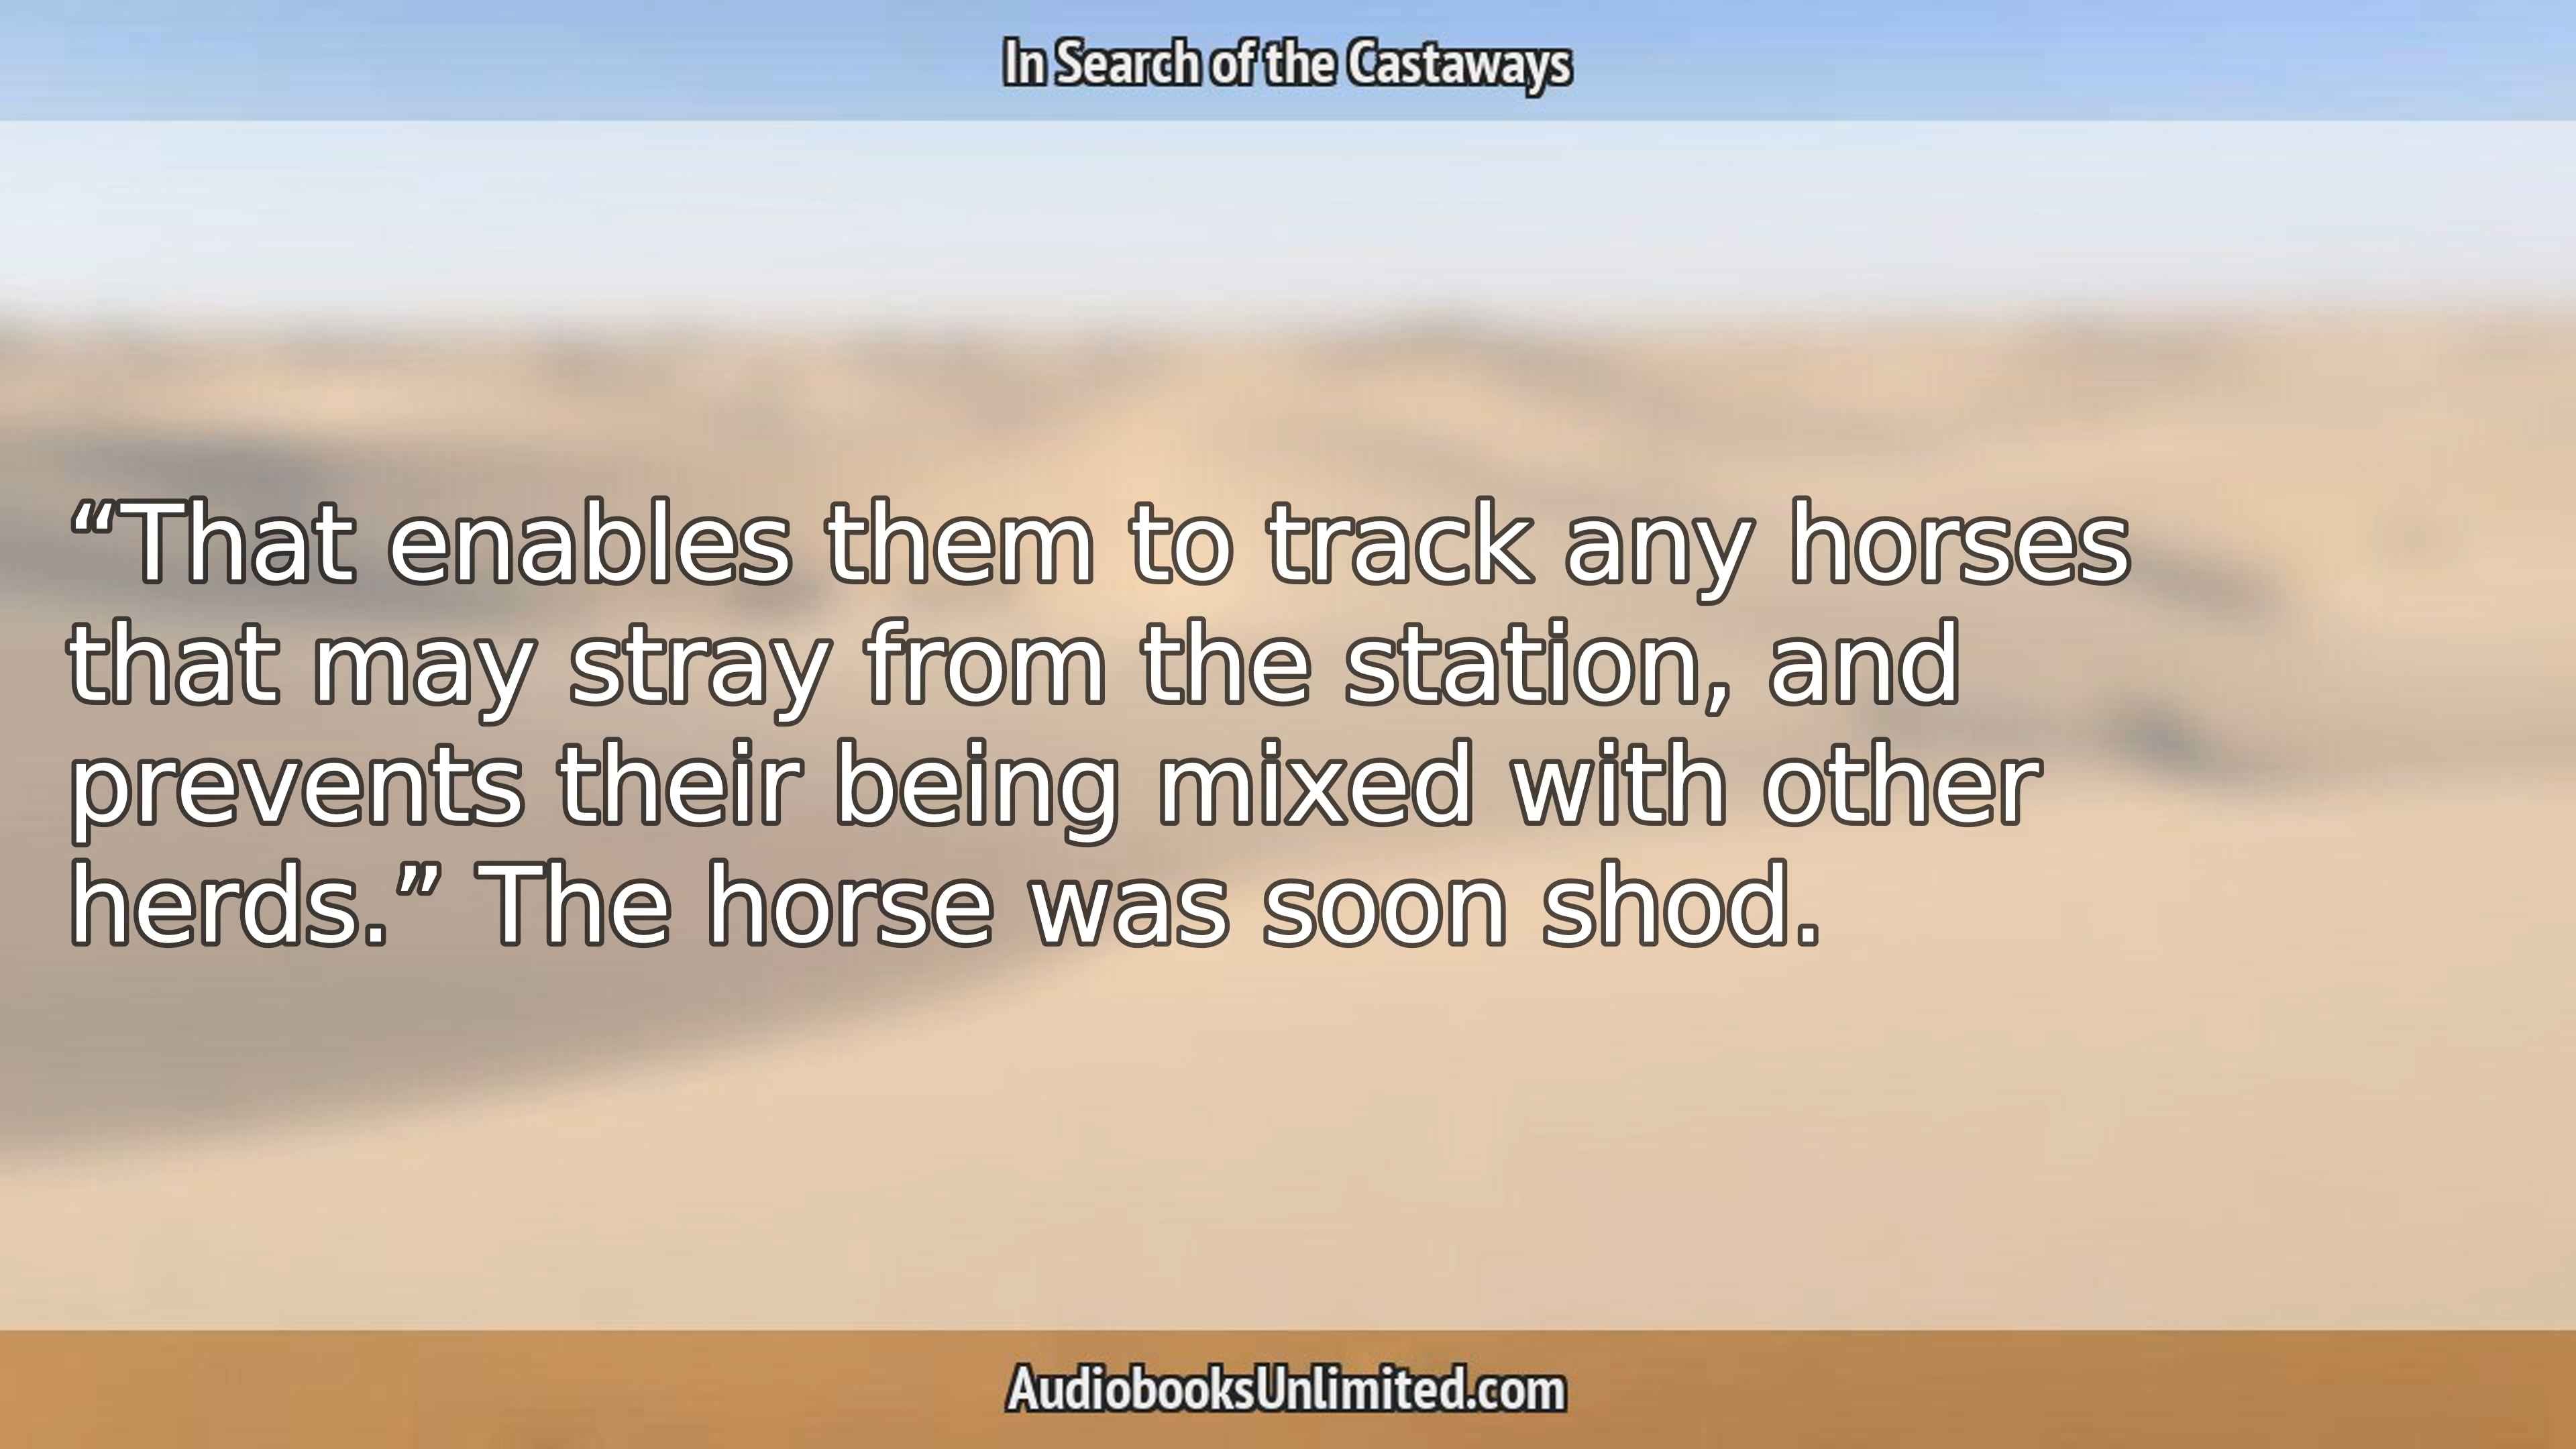 In Search of the Castaways
“That enables them to track any horses
that may stray from the station, and
prevents their being mixed with other
herds.” The horse was soon shod.
AudiobooksUnlimited.com